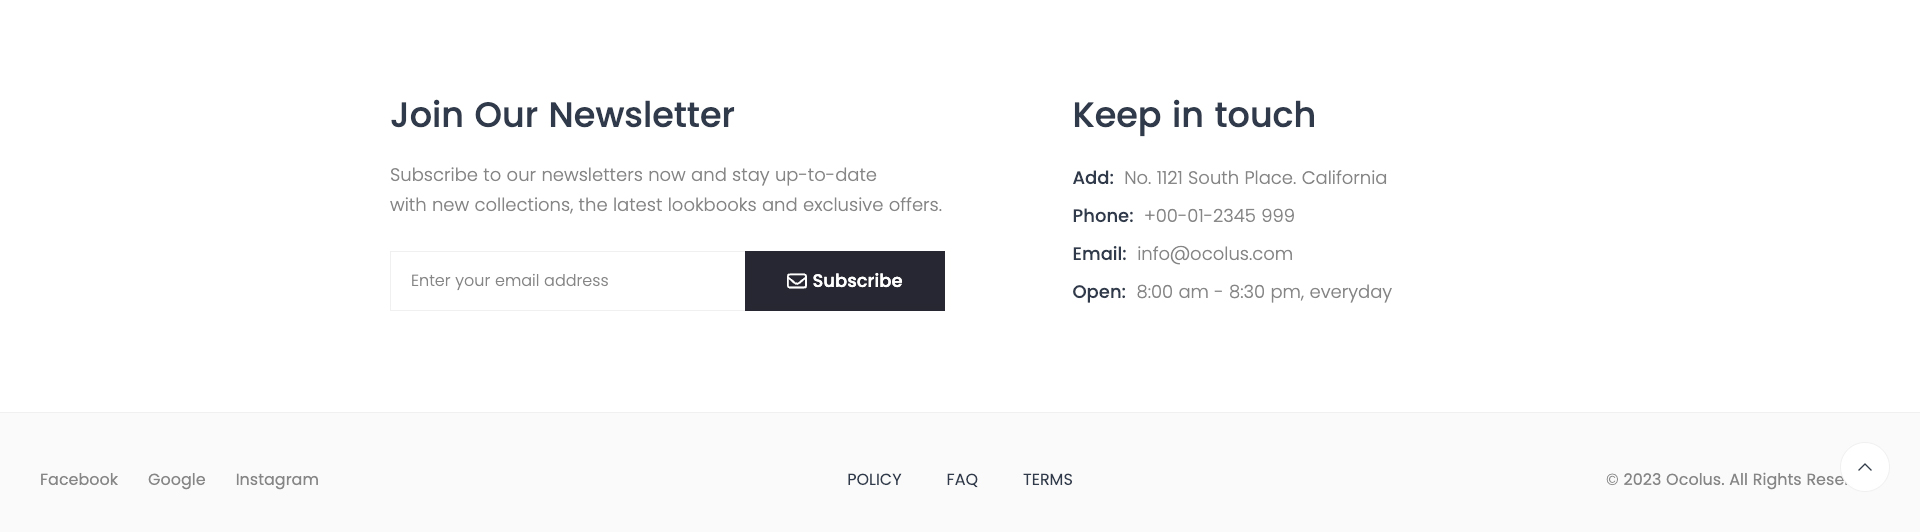 Join Our Newsletter
Subscribe to our newsletters now and stay up-to-date
with new collections, the latest lookbooks and exclusive offers.
Enter your email address
Subscribe
Keep in touch
Add: No. 1121 South Place. California
Phone: +00-01-2345 999
Email: info@ocolus.com
Open: 8:00 am - 8:30 pm, everyday
Facebook Google Instagram
POLICY FAQ TERMS
© 2023 Ocolus. All Rights